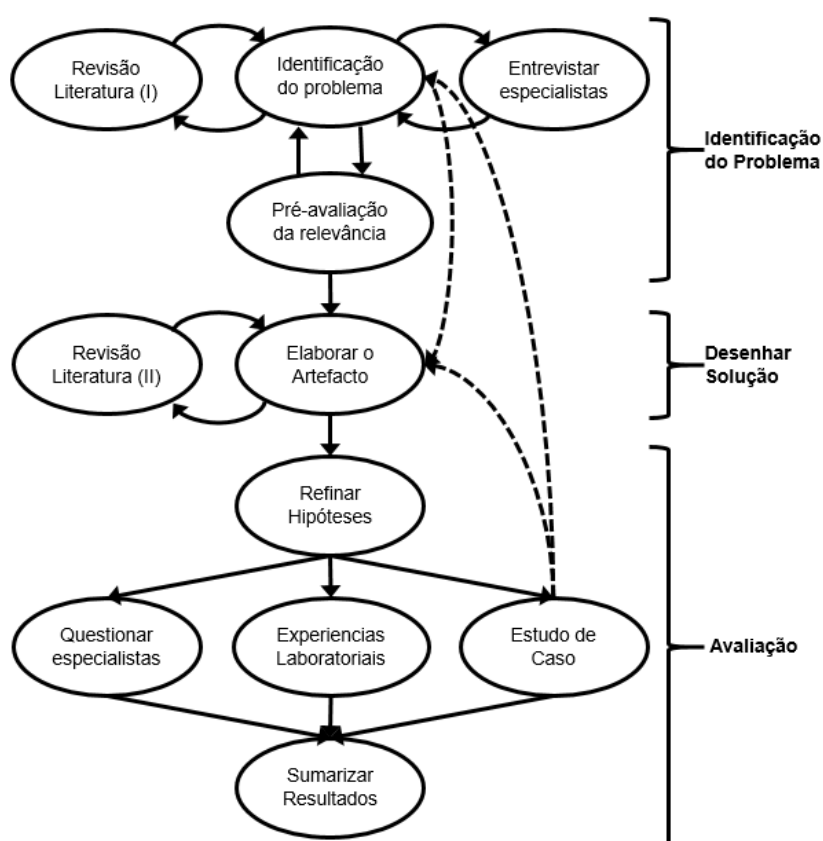 Revisão
Literatura (I)
Identificação
do problema
Entrevistar
especialistas
Identificação
do Problema
Pré-avaliação
da relevância
Revisão
Literatura (II)
Elaborar o
Artefacto
Desenhar
Solução
Refinar
Hipóteses
Questionar
especialistas
Experiencias
Laboratoriais
Estudo de
Caso
Avaliação
Sumarizar
Resultados